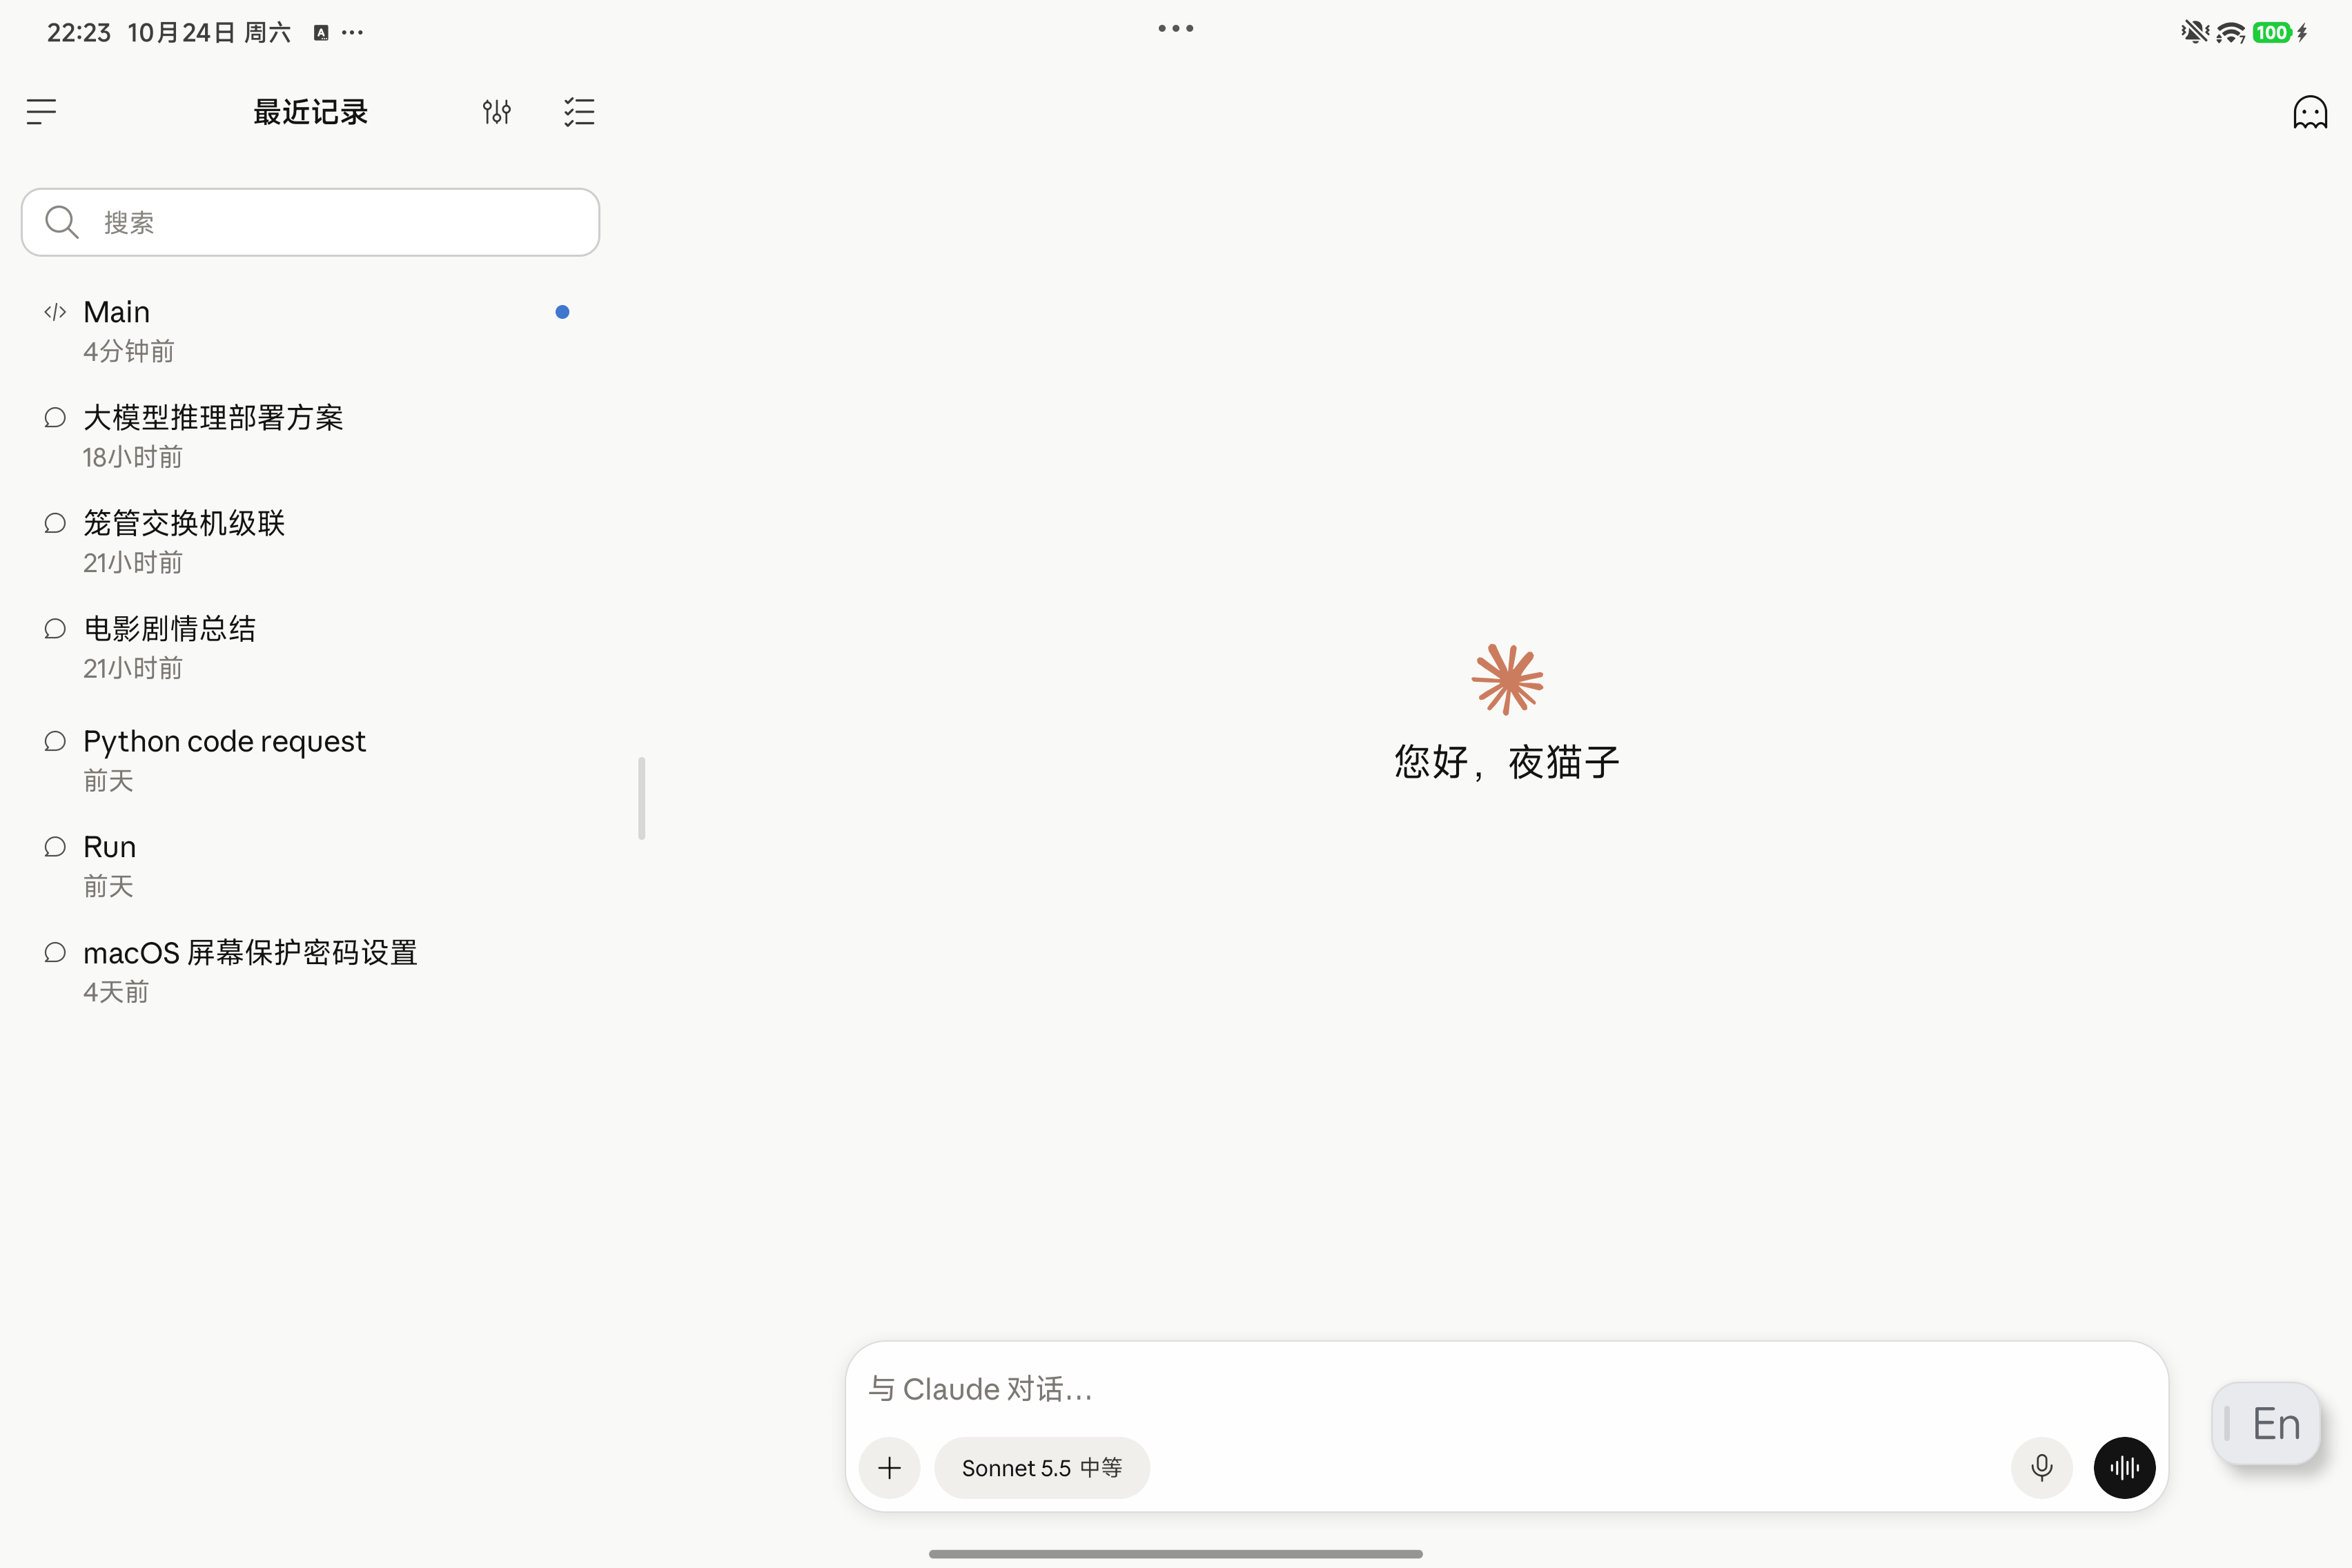 22:23 10月24日 周六
A
7
100
最近记录
搜索
Main
4分钟前
大模型推理部署方案
18小时前
笼管交换机级联
21小时前
电影剧情总结
21小时前
Python code request
前天
Run
前天
macOS 屏幕保护密码设置
4天前
您好，夜猫子
与 Claude 对话...
Sonnet 5.5 中等
En